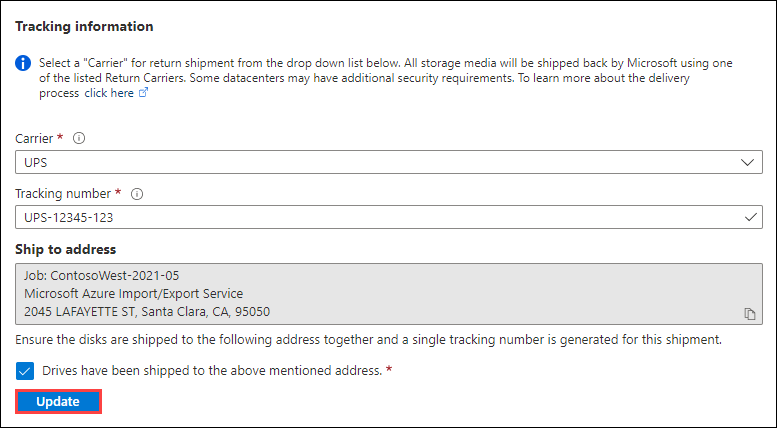 Tracking information
Select a "Carrier" for return shipment from the drop down list below. All storage media will be shipped back by Microsoft using one
of the listed Return Carriers. Some datacenters may have additional security requirements. To learn more about the delivery
process click here
Carrier *
UPS
Tracking number *
UPS-12345-123
Ship to address
Job: ContosoWest-2021-05
Microsoft Azure Import/Export Service
2045 LAFAYETTE ST, Santa Clara, CA, 95050
Ensure the disks are shipped to the following address together and a single tracking number is generated for this shipment.
Drives have been shipped to the above mentioned address. *
Update